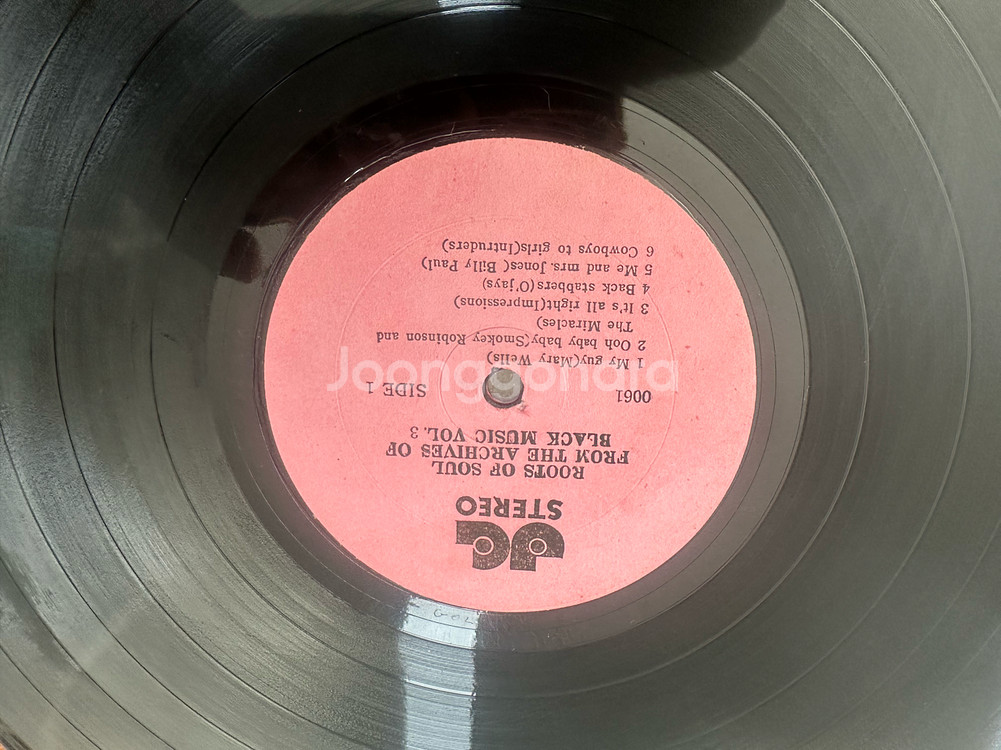 JC
STEREO
ROOTS OF SOUL
FROM THE ARCHIVES OF
BLACK MUSIC VOL. 3
0061 SIDE 1
1 My guy(Mary Wells)
2 Ooh baby baby(Smokey Robinson and
The Miracles)
3 It's all right(Impressions)
4 Back stabbers(O'jays)
5 Me and mrs. Jones( Billy Paul)
6 Cowboys to girls(Intruders)
Joonggonara